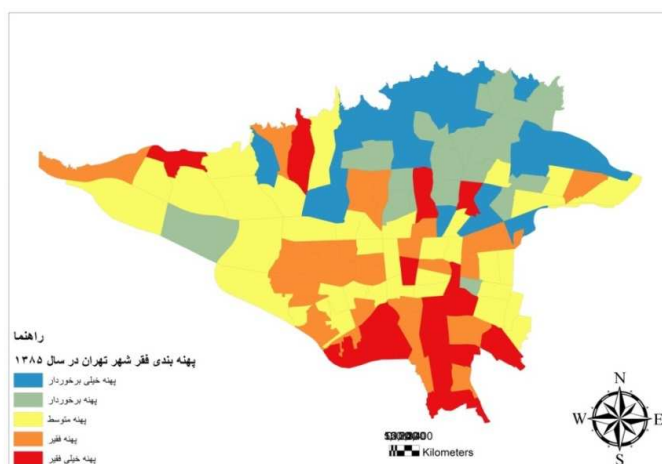 راهنما
پهنه بندی فقر شهر تهران در سال ۱۳۸۵
پهنه خیلی برخوردار
پهنه برخوردار
پهنه متوسط
پهنه فقیر
پهنه خیلی فقیر
Kilometers
N
W E
S